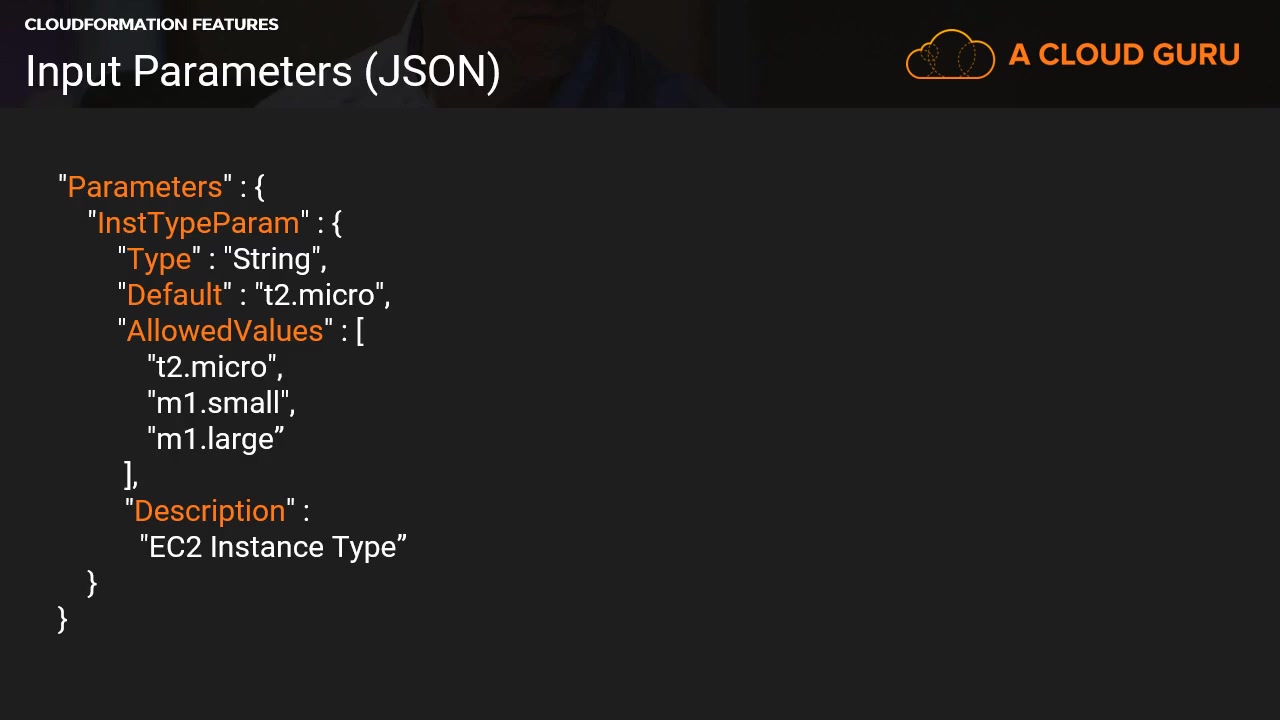 CLOUDFORMATION FEATURES
Input Parameters (JSON)
A CLOUD GURU
"Parameters" : {
"InstTypeParam" : {
"Type" : "String",
"Default" : "t2.micro",
"AllowedValues" : [
"t2.micro",
"m1.small",
"m1.large”
],
"Description" :
"EC2 Instance Type”
}
}